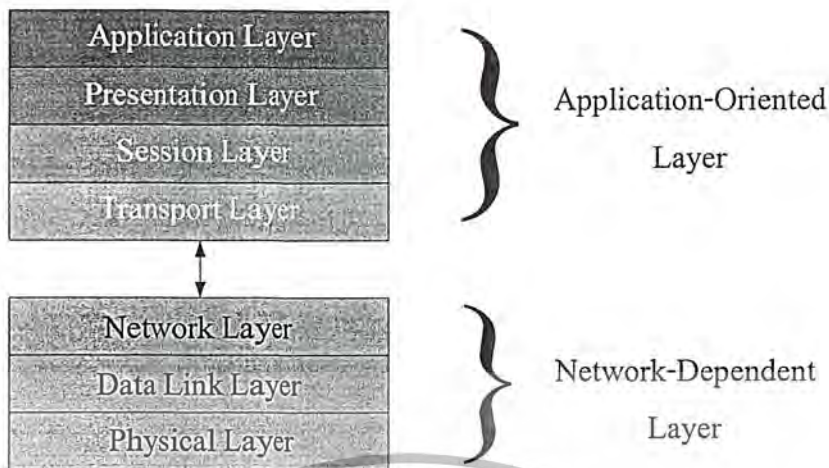 Application Layer
Presentation Layer
Session Layer
Transport Layer
Application-Oriented
Layer
Network Layer
Data Link Layer
Physical Layer
Network-Dependent
Layer